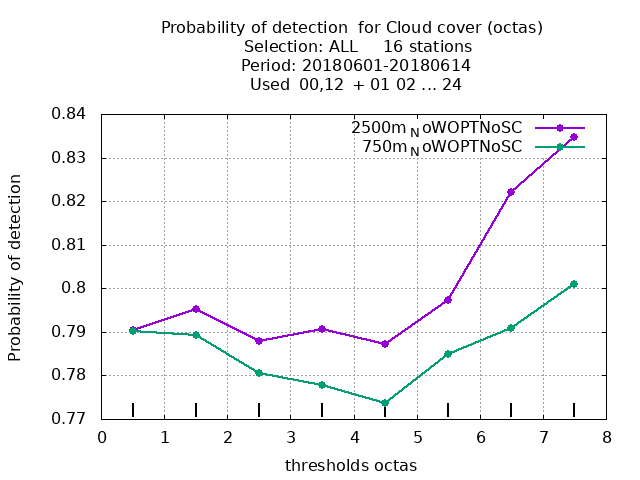 Probability of detection  for Cloud cover (octas)
Selection: ALL     16 stations
Period: 20180601-20180614
Used  00,12  + 01 02 ... 24
2500m_NoWOPTNoSC
750m_NoWOPTNoSC
Probability of detection
0.84
0.83
0.82
0.81
0.8
0.79
0.78
0.77
0 1 2 3 4 5 6 7 8
thresholds octas